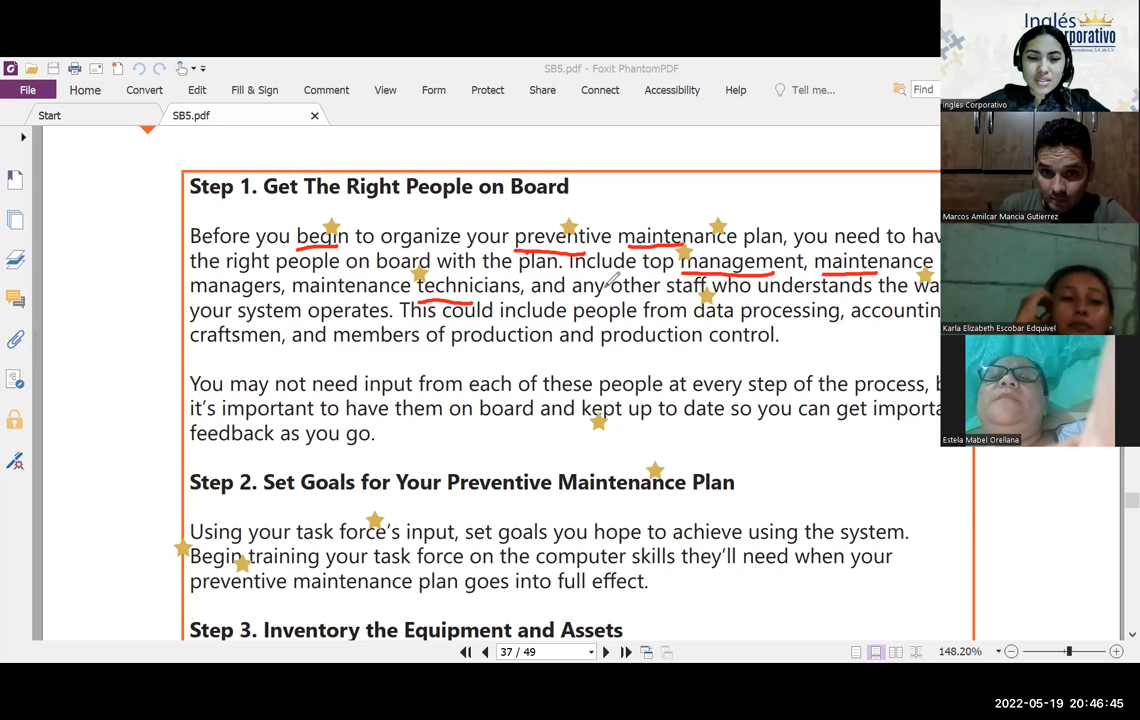 Inglés
Corporativo
International, S.A. de C.V.
Ingles Corporativo
SB5.pdf - Foxit PhantomPDF
File Home Convert Edit Fill & Sign Comment View Form Protect Share Connect Accessibility Help Tell me... Find
Start SB5.pdf
Step 1. Get The Right People on Board
Before you begin to organize your preventive maintenance plan, you need to hav
the right people on board with the plan. Include top management, maintenance
managers, maintenance technicians, and any other staff who understands the wa
your system operates. This could include people from data processing, accountin
craftsmen, and members of production and production control.
You may not need input from each of these people at every step of the process, b
it's important to have them on board and kept up to date so you can get importa
feedback as you go.
Step 2. Set Goals for Your Preventive Maintenance Plan
Using your task force's input, set goals you hope to achieve using the system.
Begin training your task force on the computer skills they'll need when your
preventive maintenance plan goes into full effect.
Step 3. Inventory the Equipment and Assets
Marcos Amilcar Mancia Gutierrez
Karla Elizabeth Escobar Edquivel
Estela Mabel Orellana
37 / 49
148.20%
2022-05-19 20:46:45